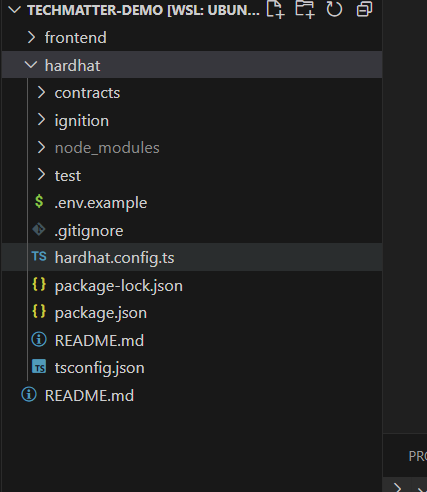 TECHMATTER-DEMO [WSL: UBUN...
frontend
hardhat
contracts
ignition
node_modules
test
$ .env.example
.gitignore
TS hardhat.config.ts
{} package-lock.json
{} package.json
README.md
TS tsconfig.json
README.md